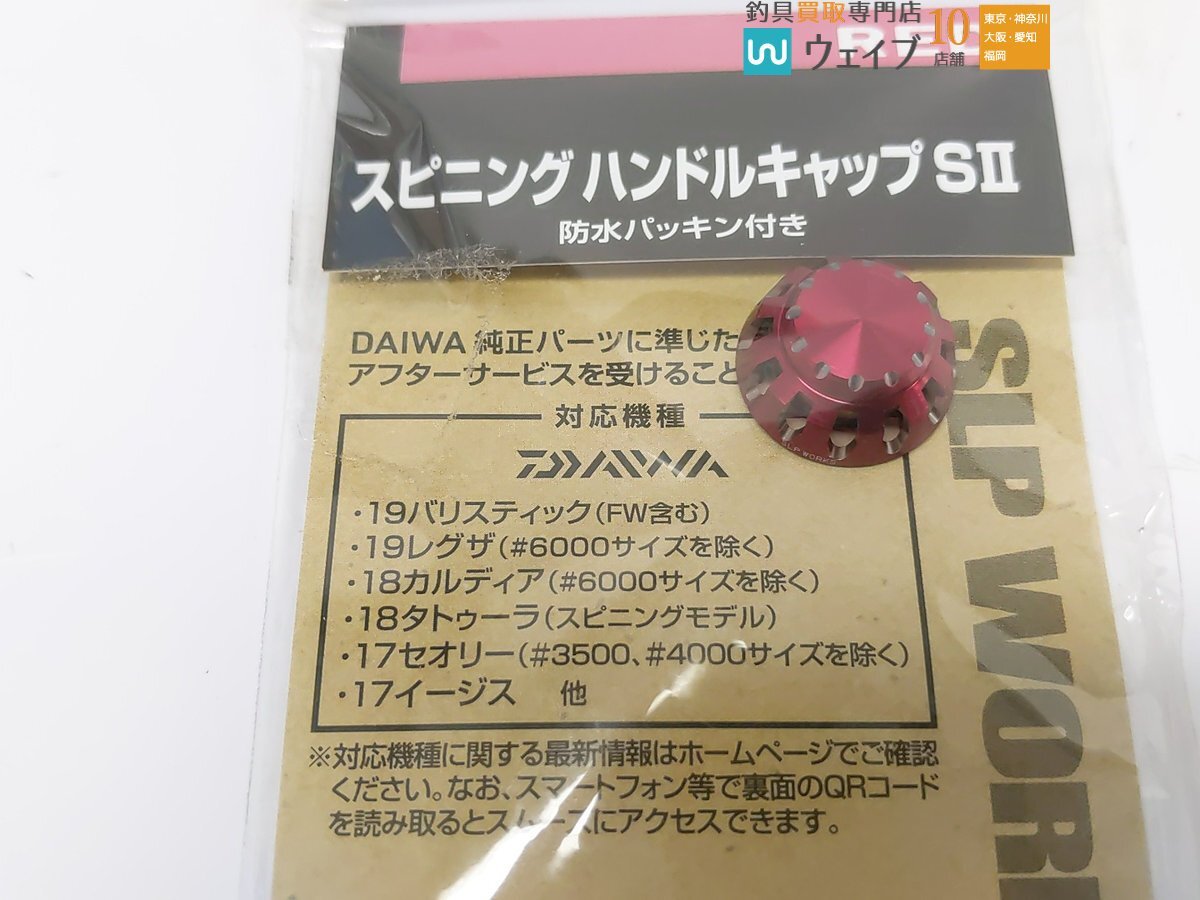 釣具買取専門店
ウェイブ
10
店舗
東京・神奈川
大阪・愛知
福岡
RED
スピニング ハンドルキャップ SⅡ
防水パッキン付き
DAIWA 純正パーツに準じた
アフターサービスを受けること
対応機種
DAIWA
・19バリスティック(FW含む)
・19レグザ(#6000サイズを除く)
・18カルディア(#6000サイズを除く)
・18タトゥーラ(スピニングモデル)
・17セオリー(#3500、#4000サイズを除く)
・17イージス 他
※対応機種に関する最新情報はホームページでご確認
ください。なお、スマートフォン等で裏面のQRコード
を読み取るとスムースにアクセスできます。
SLP WORKS
SLP WOR